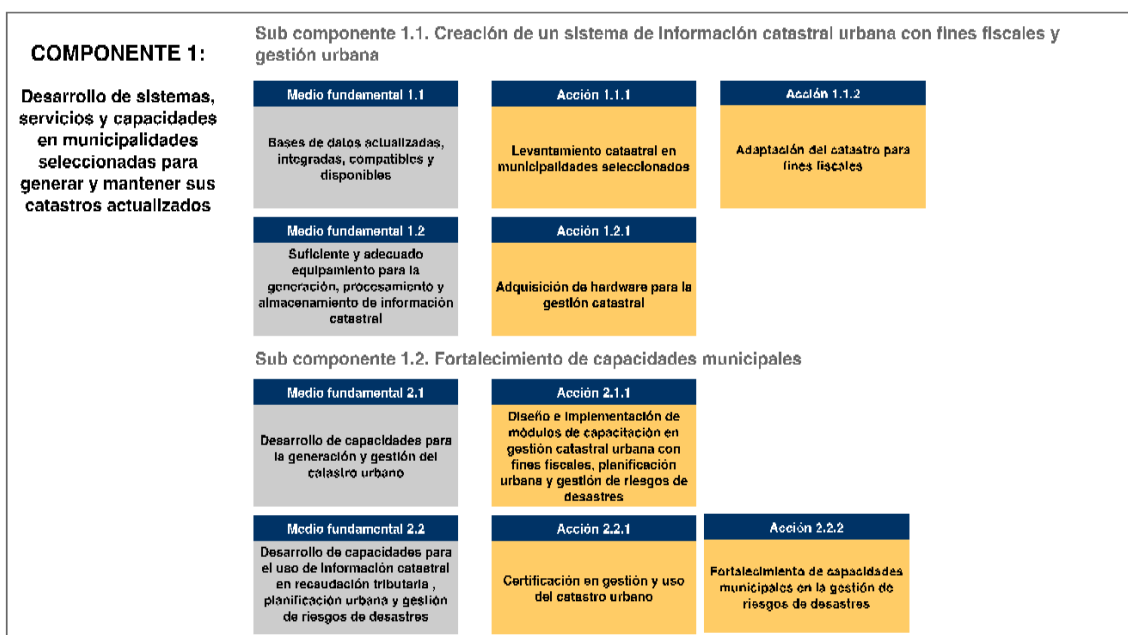 COMPONENTE 1:
Desarrollo de sistemas,
servicios y capacidades
en municipalidades
seleccionadas para
generar y mantener sus
catastros actualizados
Sub componente 1.1. Creación de un sistema de información catastral urbana con fines fiscales y
gestión urbana
Medio fundamental 1.1
Bases de datos actualizadas,
integradas, compatibles y
disponibles
Acción 1.1.1
Levantamiento catastral en
municipalidades seleccionados
Acción 1.1.2
Adaptación del catastro para
fines fiscales
Medio fundamental 1.2
Suficiente y adecuado
equipamiento para la
generación, procesamiento y
almacenamiento de información
catastral
Acción 1.2.1
Adquisición de hardware para la
gestión catastral
Sub componente 1.2. Fortalecimiento de capacidades municipales
Medio fundamental 2.1
Desarrollo de capacidades para
la generación y gestión del
catastro urbano
Acción 2.1.1
Diseño e implementación de
módulos de capacitación en
gestión catastral urbana con
fines fiscales, planificación
urbana y gestión de riesgos de
desastres
Medio fundamental 2.2
Desarrollo de capacidades para
el uso de información catastral
en recaudación tributaria ,
planificación urbana y gestión
de riesgos de desastres
Acción 2.2.1
Certificación en gestión y uso
del catastro urbano
Acción 2.2.2
Fortalecimiento de capacidades
municipales en la gestión de
riesgos de desastres